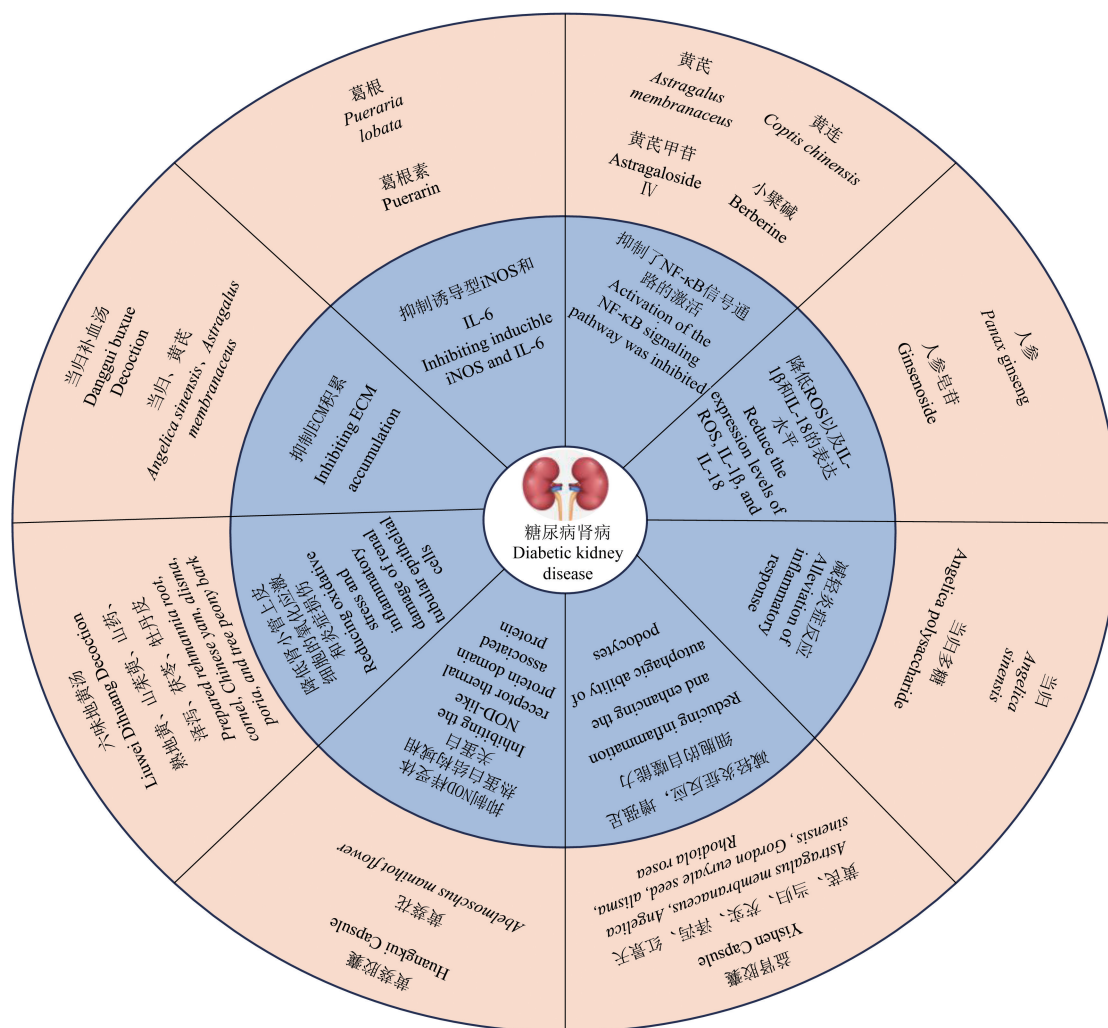 糖尿病肾病
Diabetic kidney
disease
黄芪
Astragalus
membranaceus
黄连
Coptis chinensis
黄芪甲苷
Astragaloside
Ⅳ
小檗碱
Berberine
抑制了NF-κB信号通
路的激活
Activation of the
NF-κB signaling
pathway was inhibited
人参
Panax ginseng
人参皂苷
Ginsenoside
降低ROS以及IL-
1β和IL-18的表达
水平
Reduce the
expression levels of
ROS, IL-1β, and
IL-18
当归
Angelica
sinensis
当归多糖
Angelica polysaccharide
减轻炎症反应
Alleviation of
inflammatory
response
益肾胶囊
Yishen Capsule
黄芪、当归、芡实、泽泻、红景天
Astragalus membranaceus, Angelica
sinensis, Gordon euryale seed, alisma,
Rhodiola rosea
减轻炎症反应，增强足
细胞的自噬能力
Reducing inflammation
and enhancing the
autophagic ability of
podocytes
黄葵胶囊
Huangkui Capsule
黄葵花
Abelmoschus manihot flower
抑制NOD样受体
热蛋白结构域相
关蛋白
Inhibiting the
NOD-like
receptor thermal
protein domain
associated
protein
六味地黄汤
Liuwei Dihuang Decoction
熟地黄、山茱萸、山药、
泽泻、茯苓、牡丹皮
Prepared rehmannia root,
cornel, Chinese yam, alisma,
poria, and tree peony bark
降低肾小管上皮
细胞的氧化应激
和炎症损伤
Reducing oxidative
stress and
inflammatory
damage of renal
tubular epithelial
cells
当归补血汤
Danggui buxue
Decoction
当归、黄芪
Angelica sinensis、Astragalus
membranaceus
抑制ECM积累
Inhibiting ECM
accumulation
葛根
Pueraria
lobata
葛根素
Puerarin
抑制诱导型iNOS和
IL-6
Inhibiting inducible
iNOS and IL-6